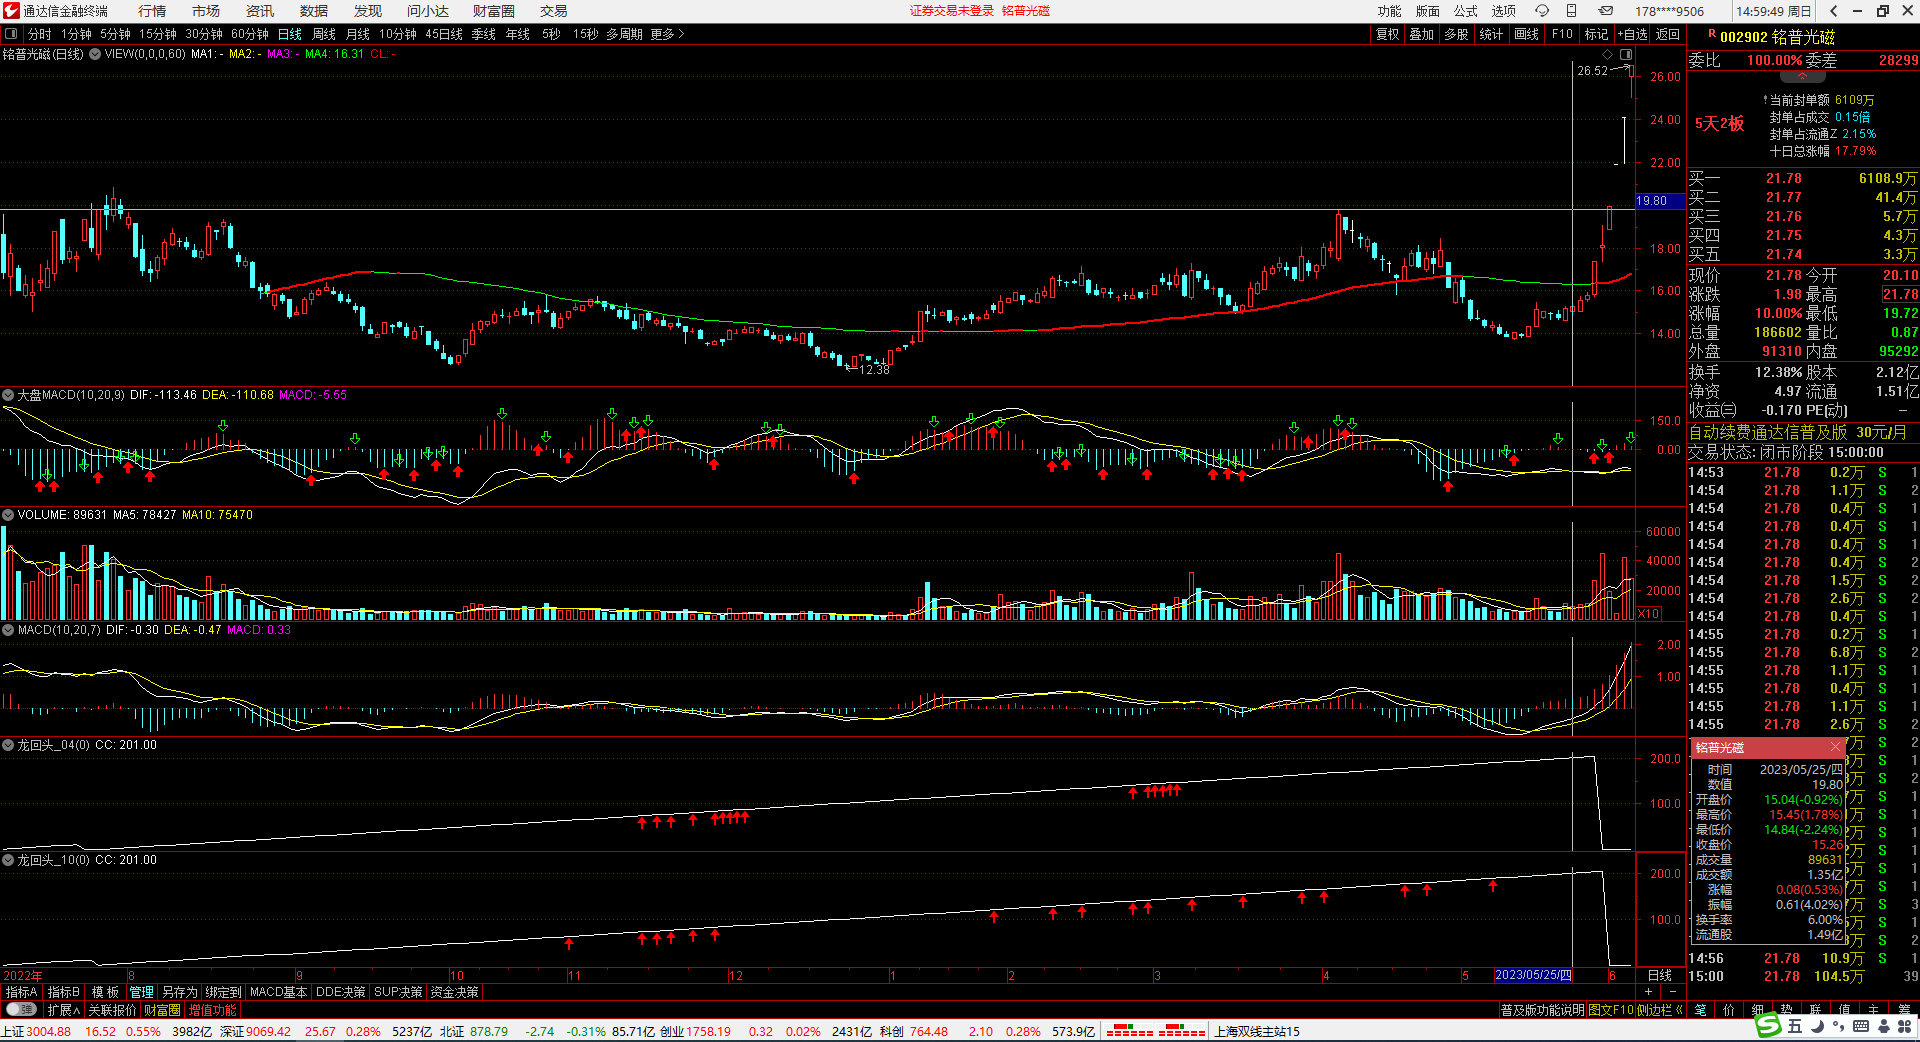 通达信金融终端 行情 市场 资讯 数据 发现 问小达 财富圈 交易 证券交易未登录 铭普光磁 功能 版面 公式 选项 178****9506 14:59:49 周日
分时 1分钟 5分钟 15分钟 30分钟 60分钟 日线 周线 月线 10分钟 45日线 季线 年线 5秒 15秒 多周期 更多 复权 叠加 多股 统计 画线 F10 标记 +自选 返回
R 002902 铭普光磁
铭普光磁(日线) VIEW(0,0,0,60) MA1: - MA2: - MA3: - MA4: 16.31 CL: -
委比 100.00% 委差 28299
26.52
26.00
24.00
22.00
19.80
18.00
16.00
14.00
12.38
5天2板
当前封单额 6109万
封单占成交 0.15倍
封单占流通Z 2.15%
十日总涨幅 17.79%
买一 21.78 6108.9万
买二 21.77 41.4万
买三 21.76 5.7万
买四 21.75 4.3万
买五 21.74 3.3万
现价 21.78 今开 20.10
涨跌 1.98 最高 21.78
涨幅 10.00% 最低 19.72
总量 186602 量比 0.87
外盘 91310 内盘 95292
换手 12.38% 股本 2.12亿
净资 4.97 流通 1.51亿
收益㊂ -0.170 PE(动) –
自动续费通达信普及版 30元/月
交易状态: 闭市阶段 15:00:00
大盘MACD(10,20,9) DIF: -113.46 DEA: -110.68 MACD: -5.55
150.0
0.00
VOLUME: 89631 MA5: 78427 MA10: 75470
60000
40000
20000
X10
MACD(10,20,7) DIF: -0.30 DEA: -0.47 MACD: 0.33
2.00
1.00
龙回头_04(0) CC: 201.00
200.0
100.0
龙回头_10(0) CC: 201.00
200.0
100.0
14:53 21.78 0.2万 S 1
14:54 21.78 1.1万 S 2
14:54 21.78 0.4万 S 1
14:54 21.78 0.4万 S 1
14:54 21.78 0.4万 S 1
14:54 21.78 0.4万 S 2
14:54 21.78 1.5万 S 2
14:54 21.78 2.6万 S 2
14:54 21.78 0.4万 S 1
14:55 21.78 0.2万 S 1
14:55 21.78 6.8万 S 2
14:55 21.78 1.1万 S 1
14:55 21.78 0.4万 S 1
14:55 21.78 1.1万 S 1
14:55 21.78 2.6万 S 2
铭普光磁
时间 2023/05/25/四
数值 19.80
开盘价 15.04(-0.92%)
最高价 15.45(1.78%)
最低价 14.84(-2.24%)
收盘价 15.26
成交量 89631
成交额 1.35亿
涨幅 0.08(0.53%)
振幅 0.61(4.02%)
换手率 6.00%
流通股 1.49亿
14:56 21.78 10.9万 S 1
15:00 21.78 104.5万 39
2022年 8 9 10 11 12 1 2 3 4 5 2023/05/25/四 6 日线
指标A 指标B 模板 管理 另存为 绑定到 MACD基本 DDE决策 SUP决策 资金决策 + -
弹 扩展∧ 关联报价 财富圈 增值功能 普及版功能说明 图文F10 侧边栏 笔 价 细 势 联 值 主 筹
上证3004.88 16.52 0.55% 3982亿 深证9069.42 25.67 0.28% 5237亿 北证 878.79 -2.74 -0.31% 85.71亿 创业1758.19 0.32 0.02% 2431亿 科创 764.48 2.10 0.28% 573.9亿 上海双线主站15
S 五